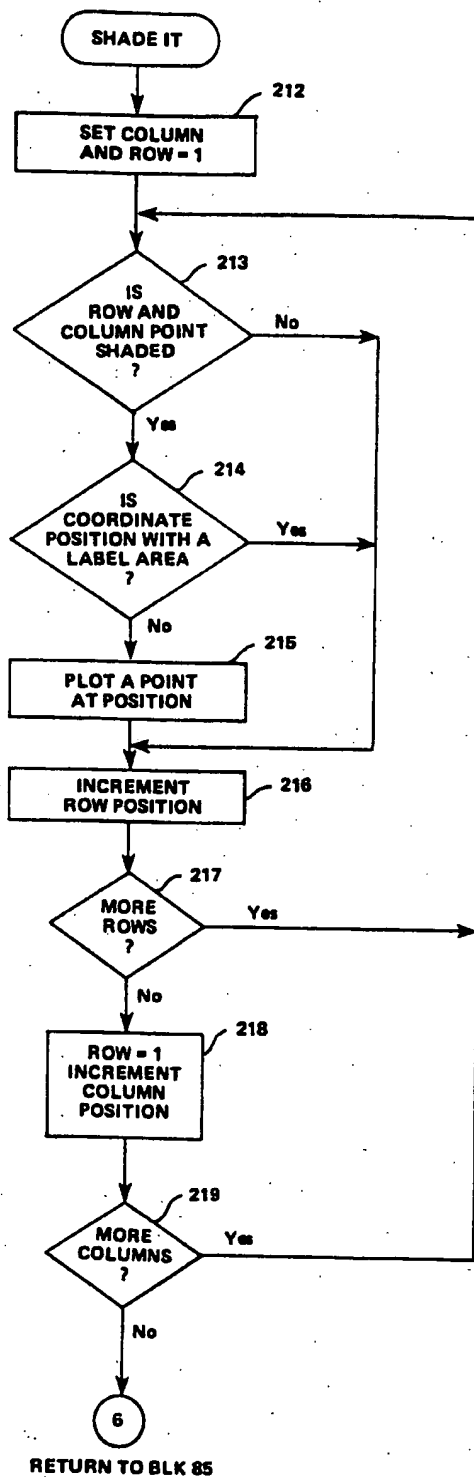 SHADE IT
212
SET COLUMN
AND ROW = 1
213
IS
ROW AND
COLUMN POINT
SHADED
?
No
Yes
214
IS
COORDINATE
POSITION WITH A
LABEL AREA
?
Yes
No
215
PLOT A POINT
AT POSITION
INCREMENT
ROW POSITION
216
217
MORE
ROWS
?
Yes
No
218
ROW = 1
INCREMENT
COLUMN
POSITION
219
MORE
COLUMNS
?
Yes
No
6
RETURN TO BLK 85